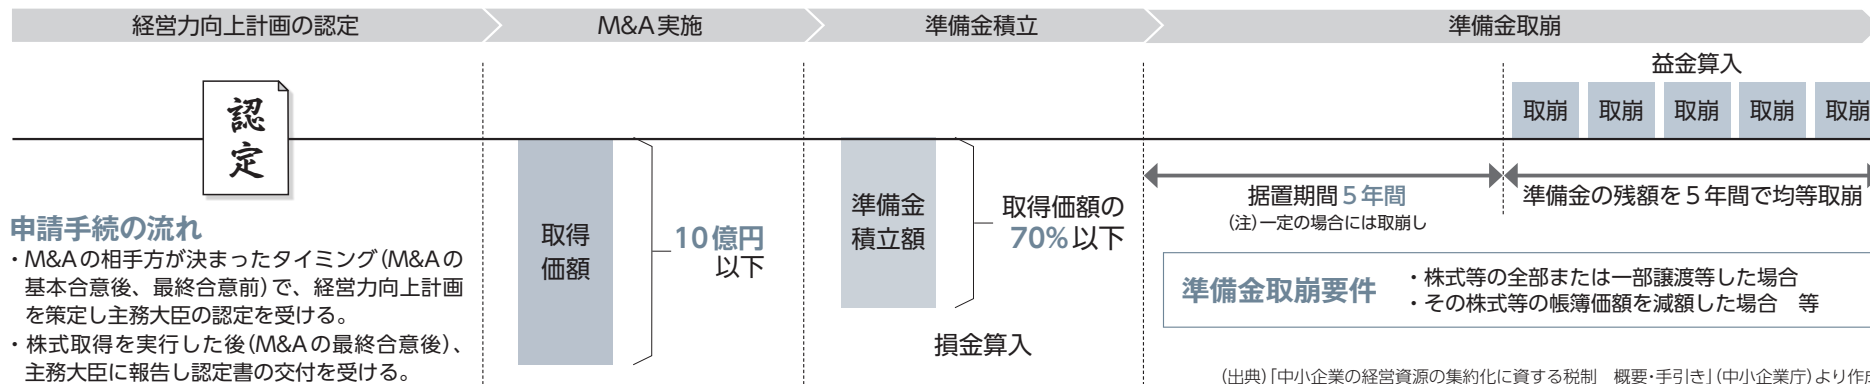 経営力向上計画の認定
M&A実施
準備金積立
準備金取崩
認
定
申請手続の流れ
・M&Aの相手方が決まったタイミング(M&Aの
基本合意後、最終合意前)で、経営力向上計画
を策定し主務大臣の認定を受ける。
・株式取得を実行した後(M&Aの最終合意後)、
主務大臣に報告し認定書の交付を受ける。
取得
価額
10億円
以下
準備金
積立額
取得価額の
70%以下
損金算入
益金算入
取崩 取崩 取崩 取崩 取崩
据置期間5年間
(注)一定の場合には取崩し
準備金の残額を5年間で均等取崩
準備金取崩要件
・株式等の全部または一部譲渡等した場合
・その株式等の帳簿価額を減額した場合 等
(出典)「中小企業の経営資源の集約化に資する税制 概要・手引き」(中小企業庁)より作成